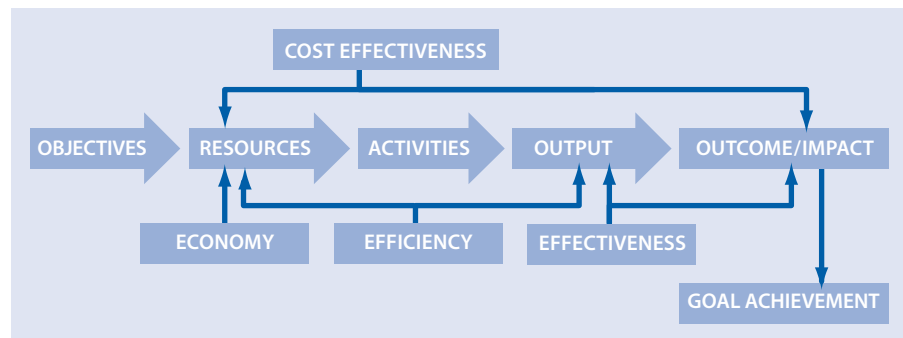 COST EFFECTIVENESS
OBJECTIVES
RESOURCES
ACTIVITIES
OUTPUT
OUTCOME/IMPACT
ECONOMY
EFFICIENCY
EFFECTIVENESS
GOAL ACHIEVEMENT